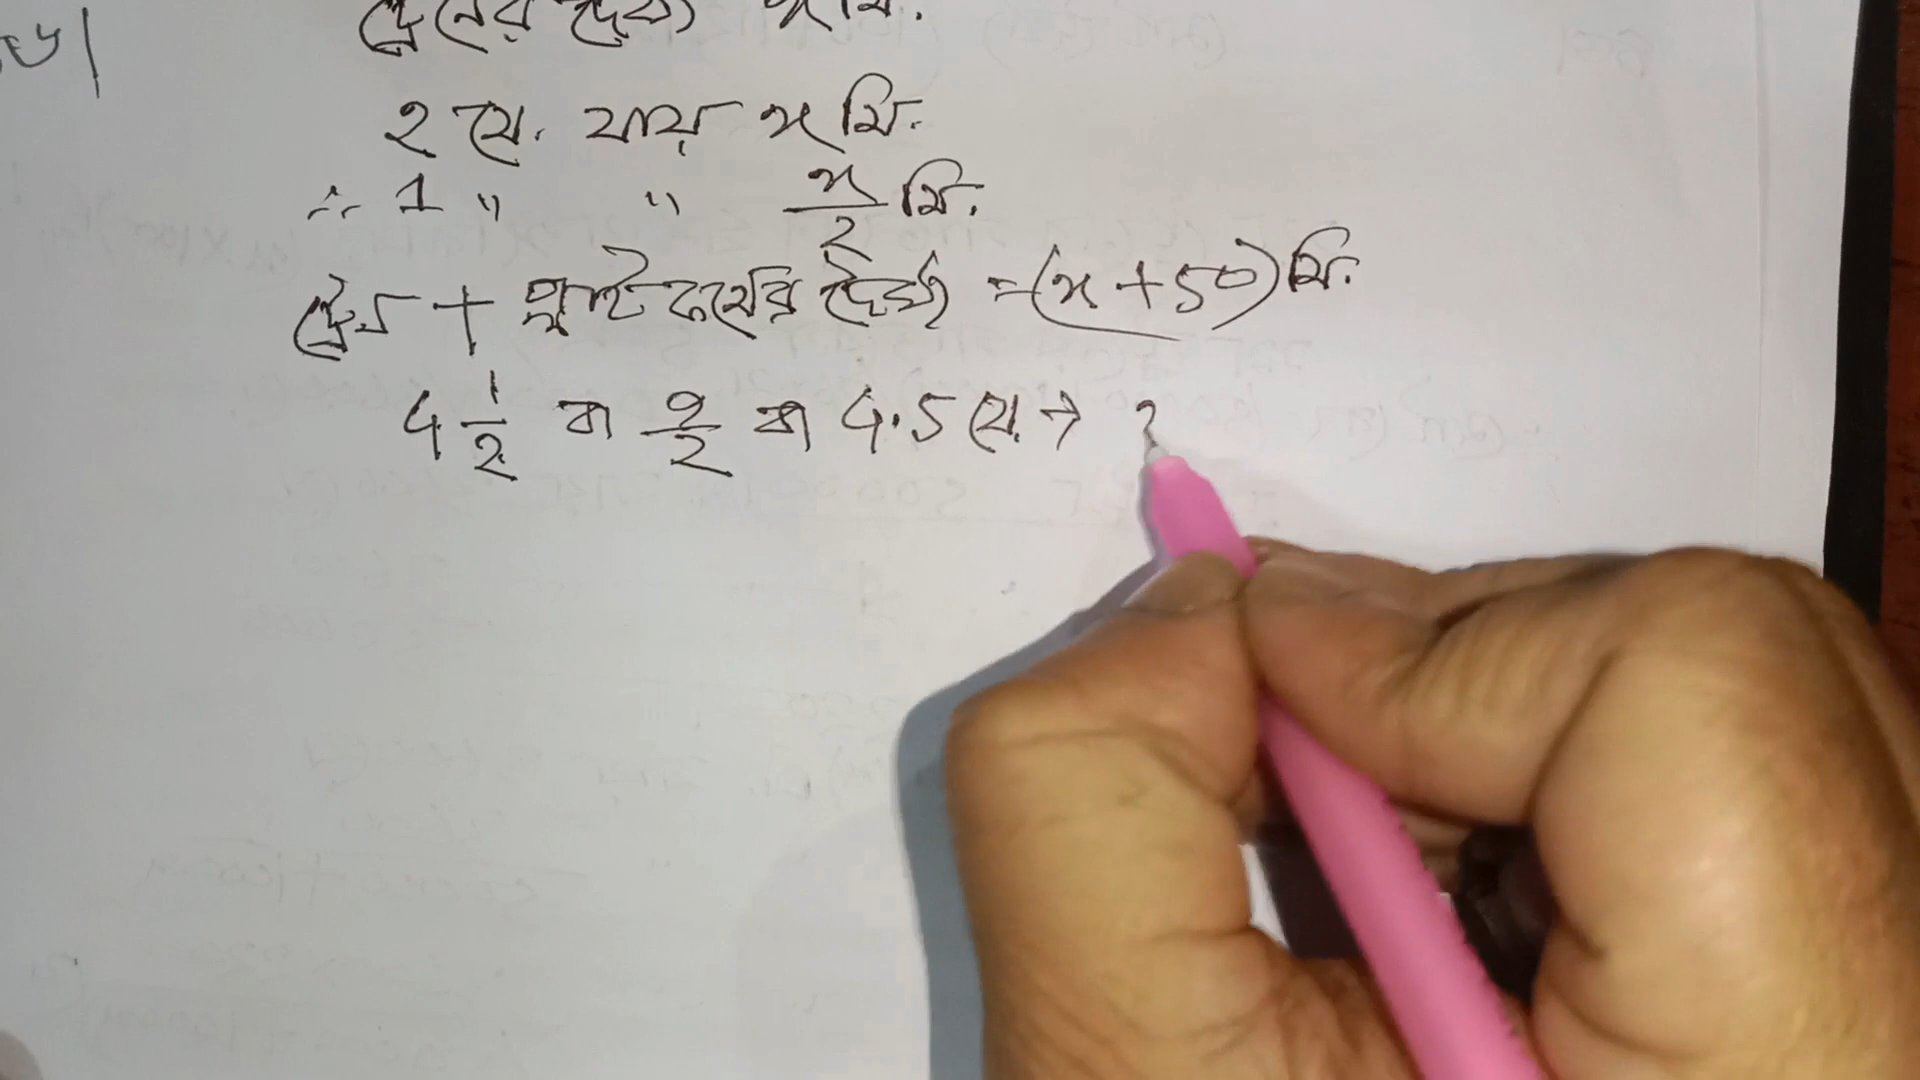 ট্রেনের দৈর্ঘ্য x মি.
২ সে. যায় x মি.
∴ 1 " " x/2 মি.
ট্রেন + প্লাটফর্মের দৈর্ঘ্য = (x + 50) মি.
4 1/2 বা 9/2 বা 4.5 সে. →